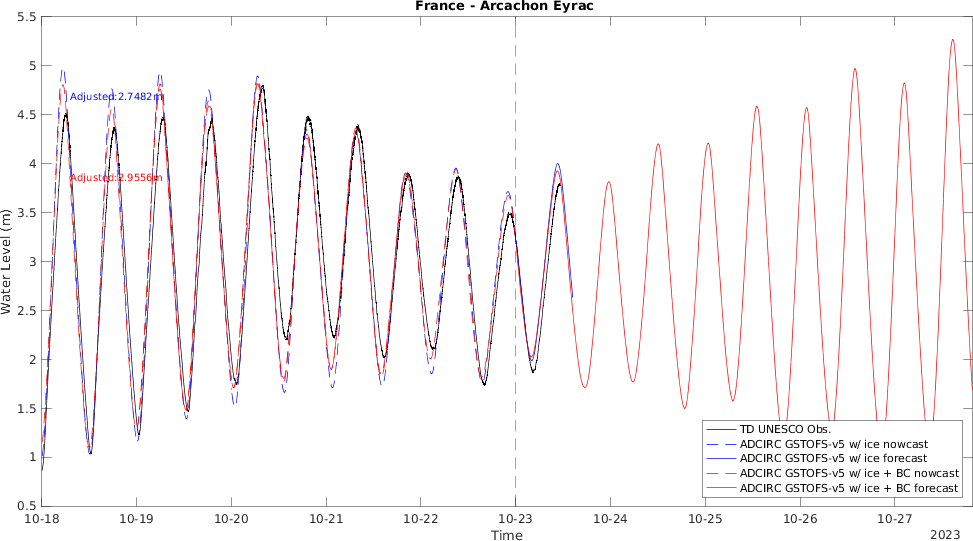 France - Arcachon Eyrac
5.5
5
4.5
4
3.5
3
2.5
2
1.5
1
0.5
Water Level (m)
Adjusted:2.7482m
Adjusted:2.9556m
TD UNESCO Obs.
ADCIRC GSTOFS-v5 w/ ice nowcast
ADCIRC GSTOFS-v5 w/ ice forecast
ADCIRC GSTOFS-v5 w/ ice + BC nowcast
ADCIRC GSTOFS-v5 w/ ice + BC forecast
10-18 10-19 10-20 10-21 10-22 10-23 10-24 10-25 10-26 10-27
Time
2023